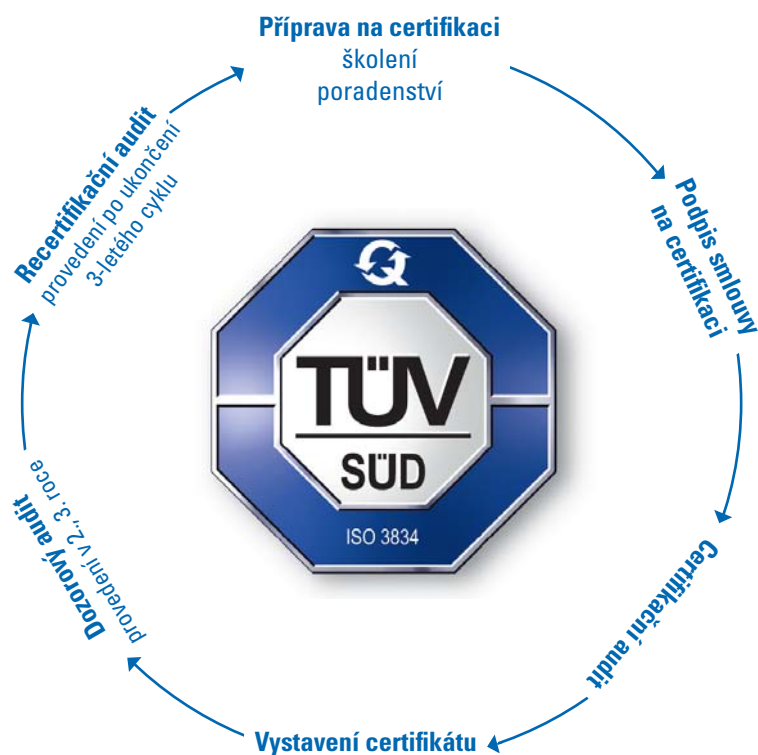 Příprava na certifikaci
školení
poradenství
Podpis smlouvy
na certifikaci
Certifikační audit
Vystavení certifikátu
Dozorový audit
provedení v 2., 3. roce
Recertifikační audit
provedení po ukončení
3-letého cyklu
TÜV
SÜD
ISO 3834